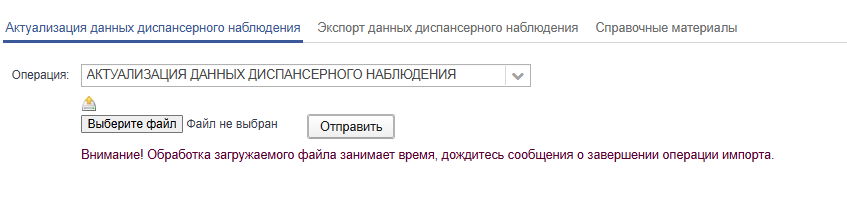 Актуализация данных диспансерного наблюдения Экспорт данных диспансерного наблюдения Справочные материалы
Операция: АКТУАЛИЗАЦИЯ ДАННЫХ ДИСПАНСЕРНОГО НАБЛЮДЕНИЯ
Выберите файл Файл не выбран Отправить
Внимание! Обработка загружаемого файла занимает время, дождитесь сообщения о завершении операции импорта.